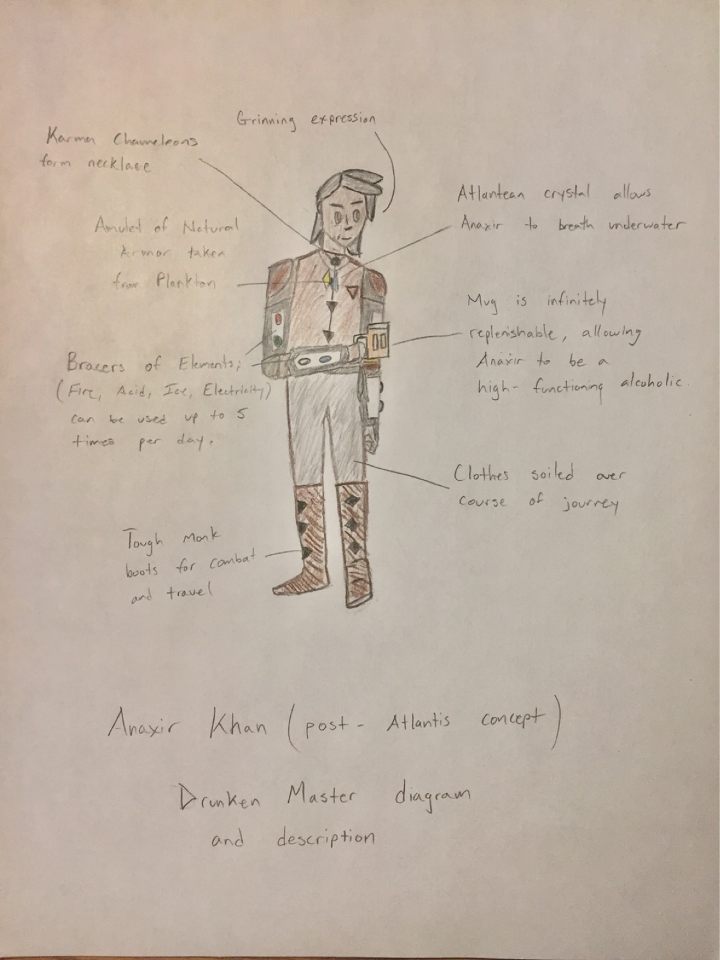 Grinning expression
Karma Chameleons
form necklace
Atlantean crystal allows
Anaxir to breath underwater
Amulet of Natural
Armor taken
from Plankton
Mug is infinitely
replenishable, allowing
Anaxir to be a
high-functioning alcoholic.
Bracers of Elements;
(Fire, Acid, Ice, Electricity)
can be used up to 5
times per day.
Clothes soiled over
course of journey
Tough monk
boots for combat
and travel
Anaxir Khan (post-Atlantis concept)
Drunken Master diagram
and description